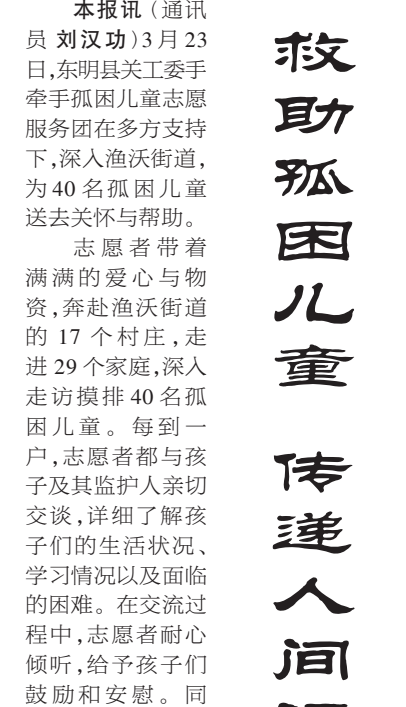 救助孤困儿童 传递人间
本报讯（通讯
员 刘汉功）3月23
日，东明县关工委手
牵手孤困儿童志愿
服务团在多方支持
下，深入渔沃街道，
为40名孤困儿童
送去关怀与帮助。
志愿者带着
满满的爱心与物
资，奔赴渔沃街道
的 17 个村庄，走
进29个家庭，深入
走访摸排40名孤
困儿童。每到一
户，志愿者都与孩
子及其监护人亲切
交谈，详细了解孩
子们的生活状况、
学习情况以及面临
的困难。在交流过
程中，志愿者耐心
倾听，给予孩子们
鼓励和安慰。同